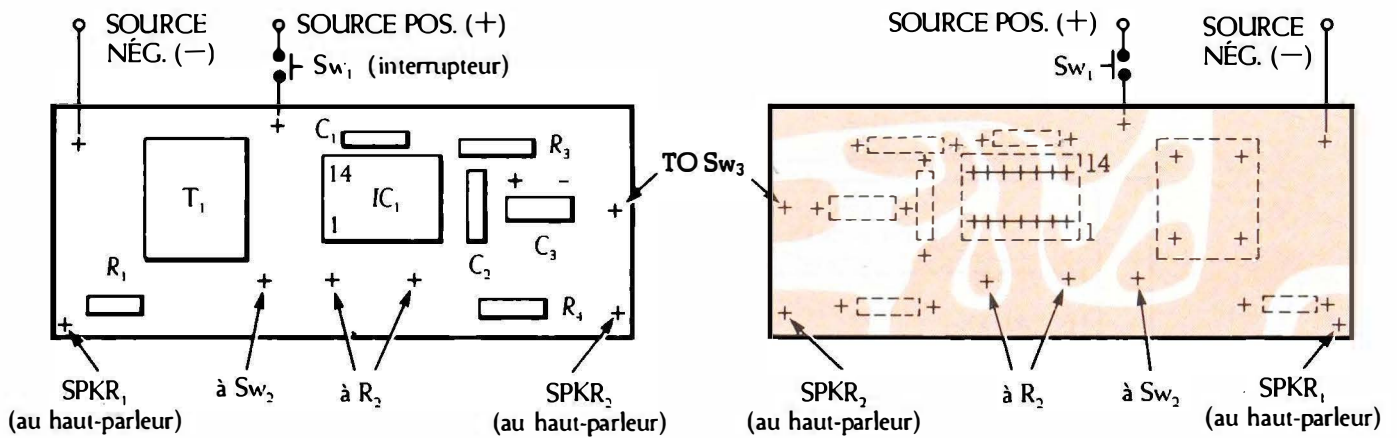 SOURCE
NÉG. (—)
SOURCE POS. (+)
Sw₁ (interrupteur)
C₁
R₃
T₁
14
IC₁
1
+ -
C₃
C₂
R₁
R₄
SPKR₁
(au haut-parleur)
à Sw₂
à R₂
SPKR₂
(au haut-parleur)
TO Sw₃
SOURCE POS. (+)
Sw₁
SOURCE
NÉG. (—)
14
1
SPKR₂
(au haut-parleur)
à R₂
à Sw₂
SPKR₁
(au haut-parleur)